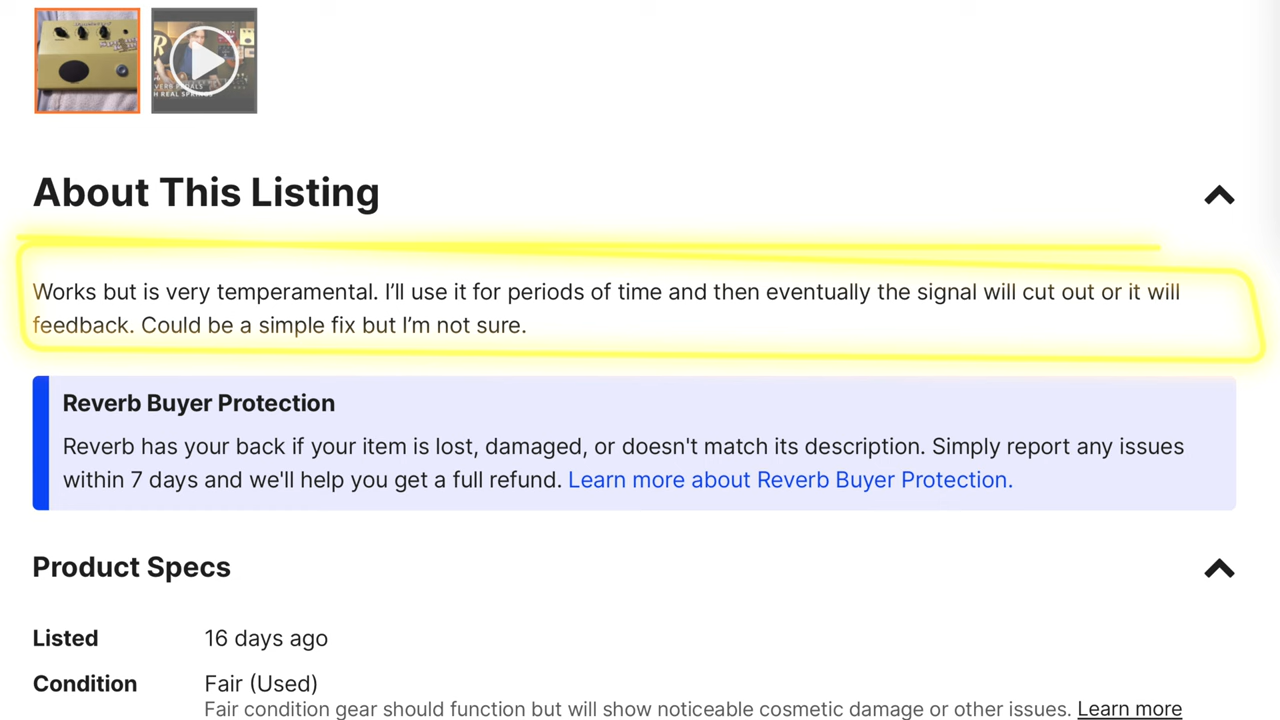 VERB PEDALS
H REAL SPRINGS
About This Listing
Works but is very temperamental. I’ll use it for periods of time and then eventually the signal will cut out or it will
feedback. Could be a simple fix but I’m not sure.
Reverb Buyer Protection
Reverb has your back if your item is lost, damaged, or doesn't match its description. Simply report any issues
within 7 days and we'll help you get a full refund. Learn more about Reverb Buyer Protection.
Product Specs
Listed 16 days ago
Condition Fair (Used)
Fair condition gear should function but will show noticeable cosmetic damage or other issues. Learn more